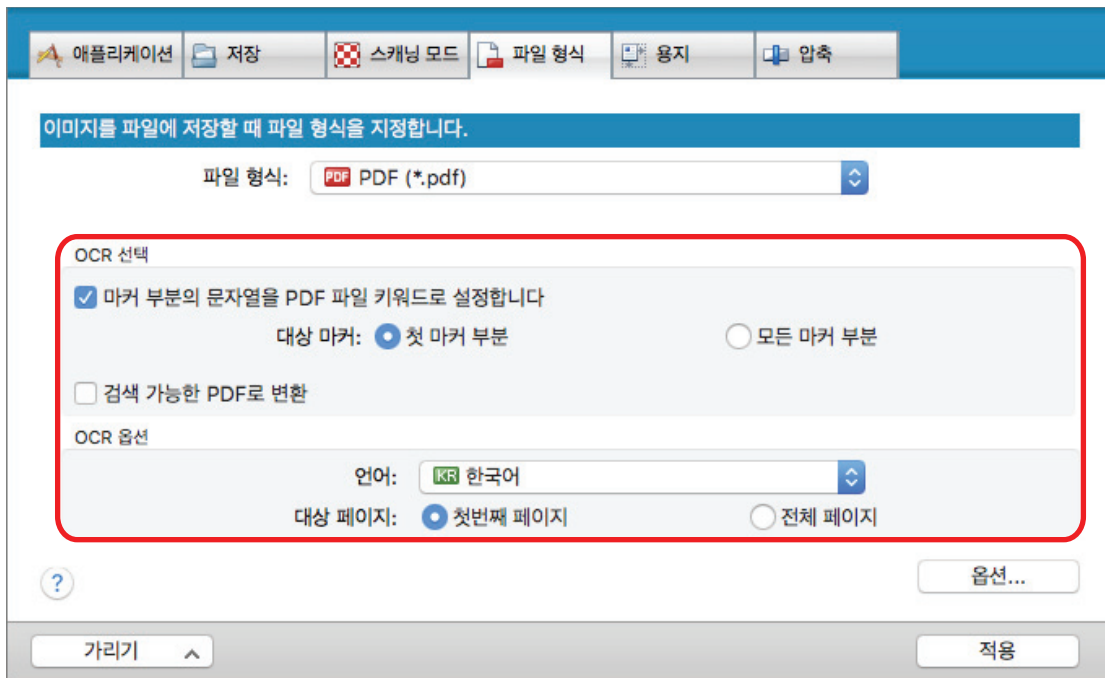 애플리케이션 저장 스캐닝 모드 파일 형식 용지 압축
이미지를 파일에 저장할 때 파일 형식을 지정합니다.
파일 형식: PDF PDF (*.pdf)
OCR 선택
마커 부분의 문자열을 PDF 파일 키워드로 설정합니다
대상 마커: 첫 마커 부분 모든 마커 부분
검색 가능한 PDF로 변환
OCR 옵션
언어: KR 한국어
대상 페이지: 첫번째 페이지 전체 페이지
? 옵션...
가리기 적용